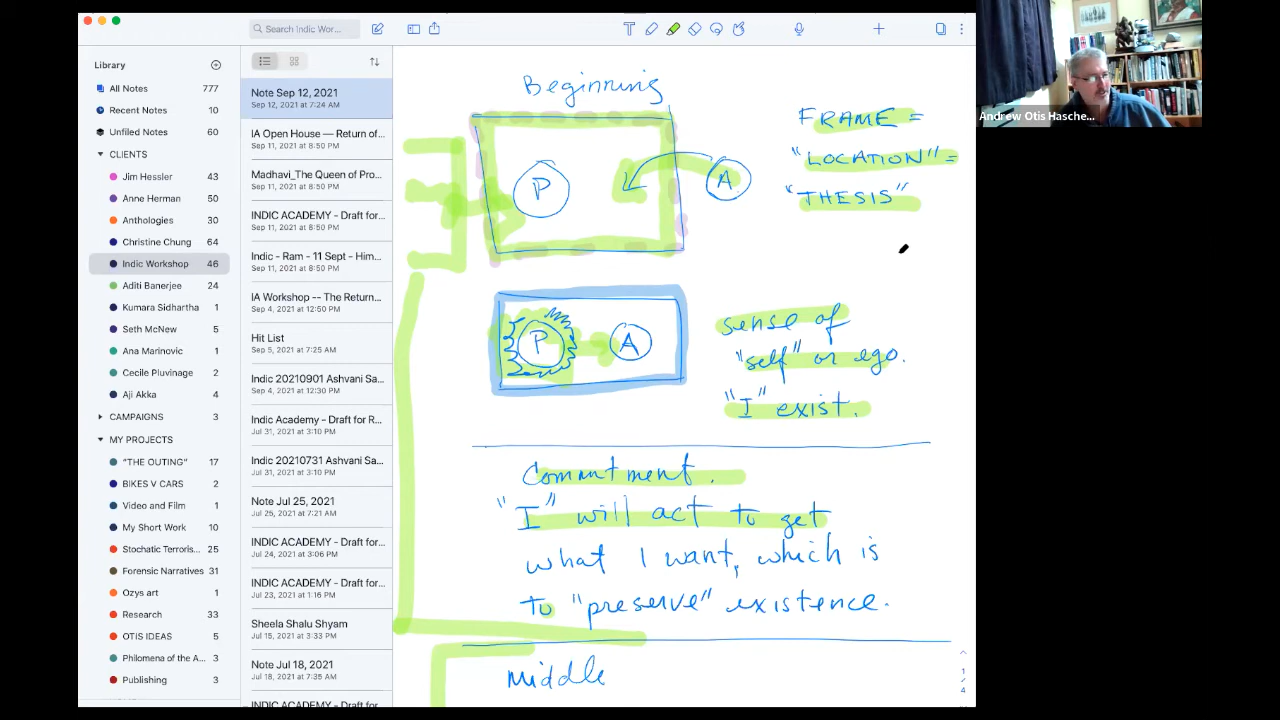 Search Indic Wor...
Library
All Notes 777
Recent Notes 10
Unfiled Notes 60
CLIENTS
Jim Hessler 43
Anne Herman 50
Anthologies 20
Christine Chung 64
Indic Workshop 46
Aditi Banerjee 24
Kumara Sidhartha 1
Seth McNew 5
Ana Marinovic 1
Cecile Pluvinage 2
Aji Akka 4
CAMPAIGNS 3
MY PROJECTS
"THE OUTING" 17
BIKES V CARS 2
Video and Film 1
My Short Work 10
Stochatic Terroris... 25
Forensic Narratives 31
Ozys art 1
Research 33
OTIS IDEAS 5
Philomena of the A... 3
Publishing 3
Note Sep 12, 2021
Sep 12, 2021 at 7:24 AM
IA Open House — Return of...
Sep 11, 2021 at 8:50 PM
Madhavi_The Queen of Pro...
Sep 11, 2021 at 8:50 PM
INDIC ACADEMY - Draft for...
Sep 11, 2021 at 8:50 PM
Indic - Ram - 11 Sept - Him...
Sep 11, 2021 at 8:50 PM
IA Workshop -- The Return...
Sep 4, 2021 at 12:50 PM
Hit List
Sep 5, 2021 at 7:25 AM
Indic 20210901 Ashvani Sa...
Sep 4, 2021 at 12:30 PM
Indic Academy - Draft for R...
Jul 31, 2021 at 3:10 PM
Indic 20210731 Ashvani Sa...
Jul 31, 2021 at 3:10 PM
Note Jul 25, 2021
Jul 25, 2021 at 7:21 AM
INDIC ACADEMY - Draft for...
Jul 24, 2021 at 3:06 PM
INDIC ACADEMY - Draft for...
Jul 23, 2021 at 1:16 PM
Sheela Shalu Shyam
Jul 15, 2021 at 3:33 PM
Note Jul 18, 2021
Jul 18, 2021 at 7:35 AM
INDIC ACADEMY - Draft for...
Beginning
P A
FRAME =
"LOCATION" =
"THESIS"
P A
sense of
"self" or ego.
"I" exist.
Commitment.
"I" will act to get
what I want, which is
to "preserve" existence.
middle
1
/
4
Andrew Otis Hasche...